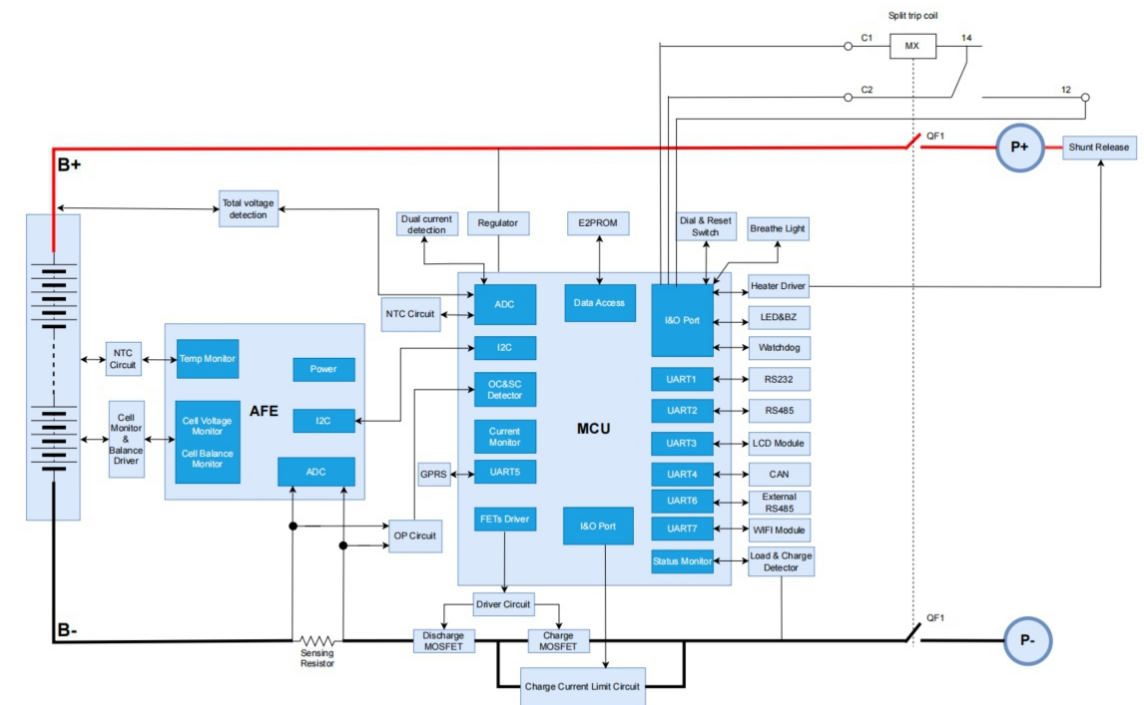 Split trip coil
C1
MX
14
C2
12
QF1
B+
P+
Shunt Release
Total voltage
detection
Dual current
detection
Regulator
E2PROM
Dial & Reset
Switch
Breathe Light
NTC Circuit
ADC
Data Access
I&O Port
Heater Driver
LED&BZ
Watchdog
NTC
Circuit
Temp Monitor
Power
AFE
I2C
Cell
Monitor
&
Balance
Driver
Cell Voltage
Monitor
Cell Balance
Monitor
ADC
I2C
OC&SC
Detector
Current
Monitor
MCU
GPRS
UART5
UART1
RS232
UART2
RS485
UART3
LCD Module
UART4
CAN
UART6
External
RS485
UART7
WIFI Module
OP Circuit
FETs Driver
I&O Port
Status Monitor
Load & Charge
Detector
Driver Circuit
B-
Sensing
Resistor
Discharge
MOSFET
Charge
MOSFET
QF1
P-
Charge Current Limit Circuit